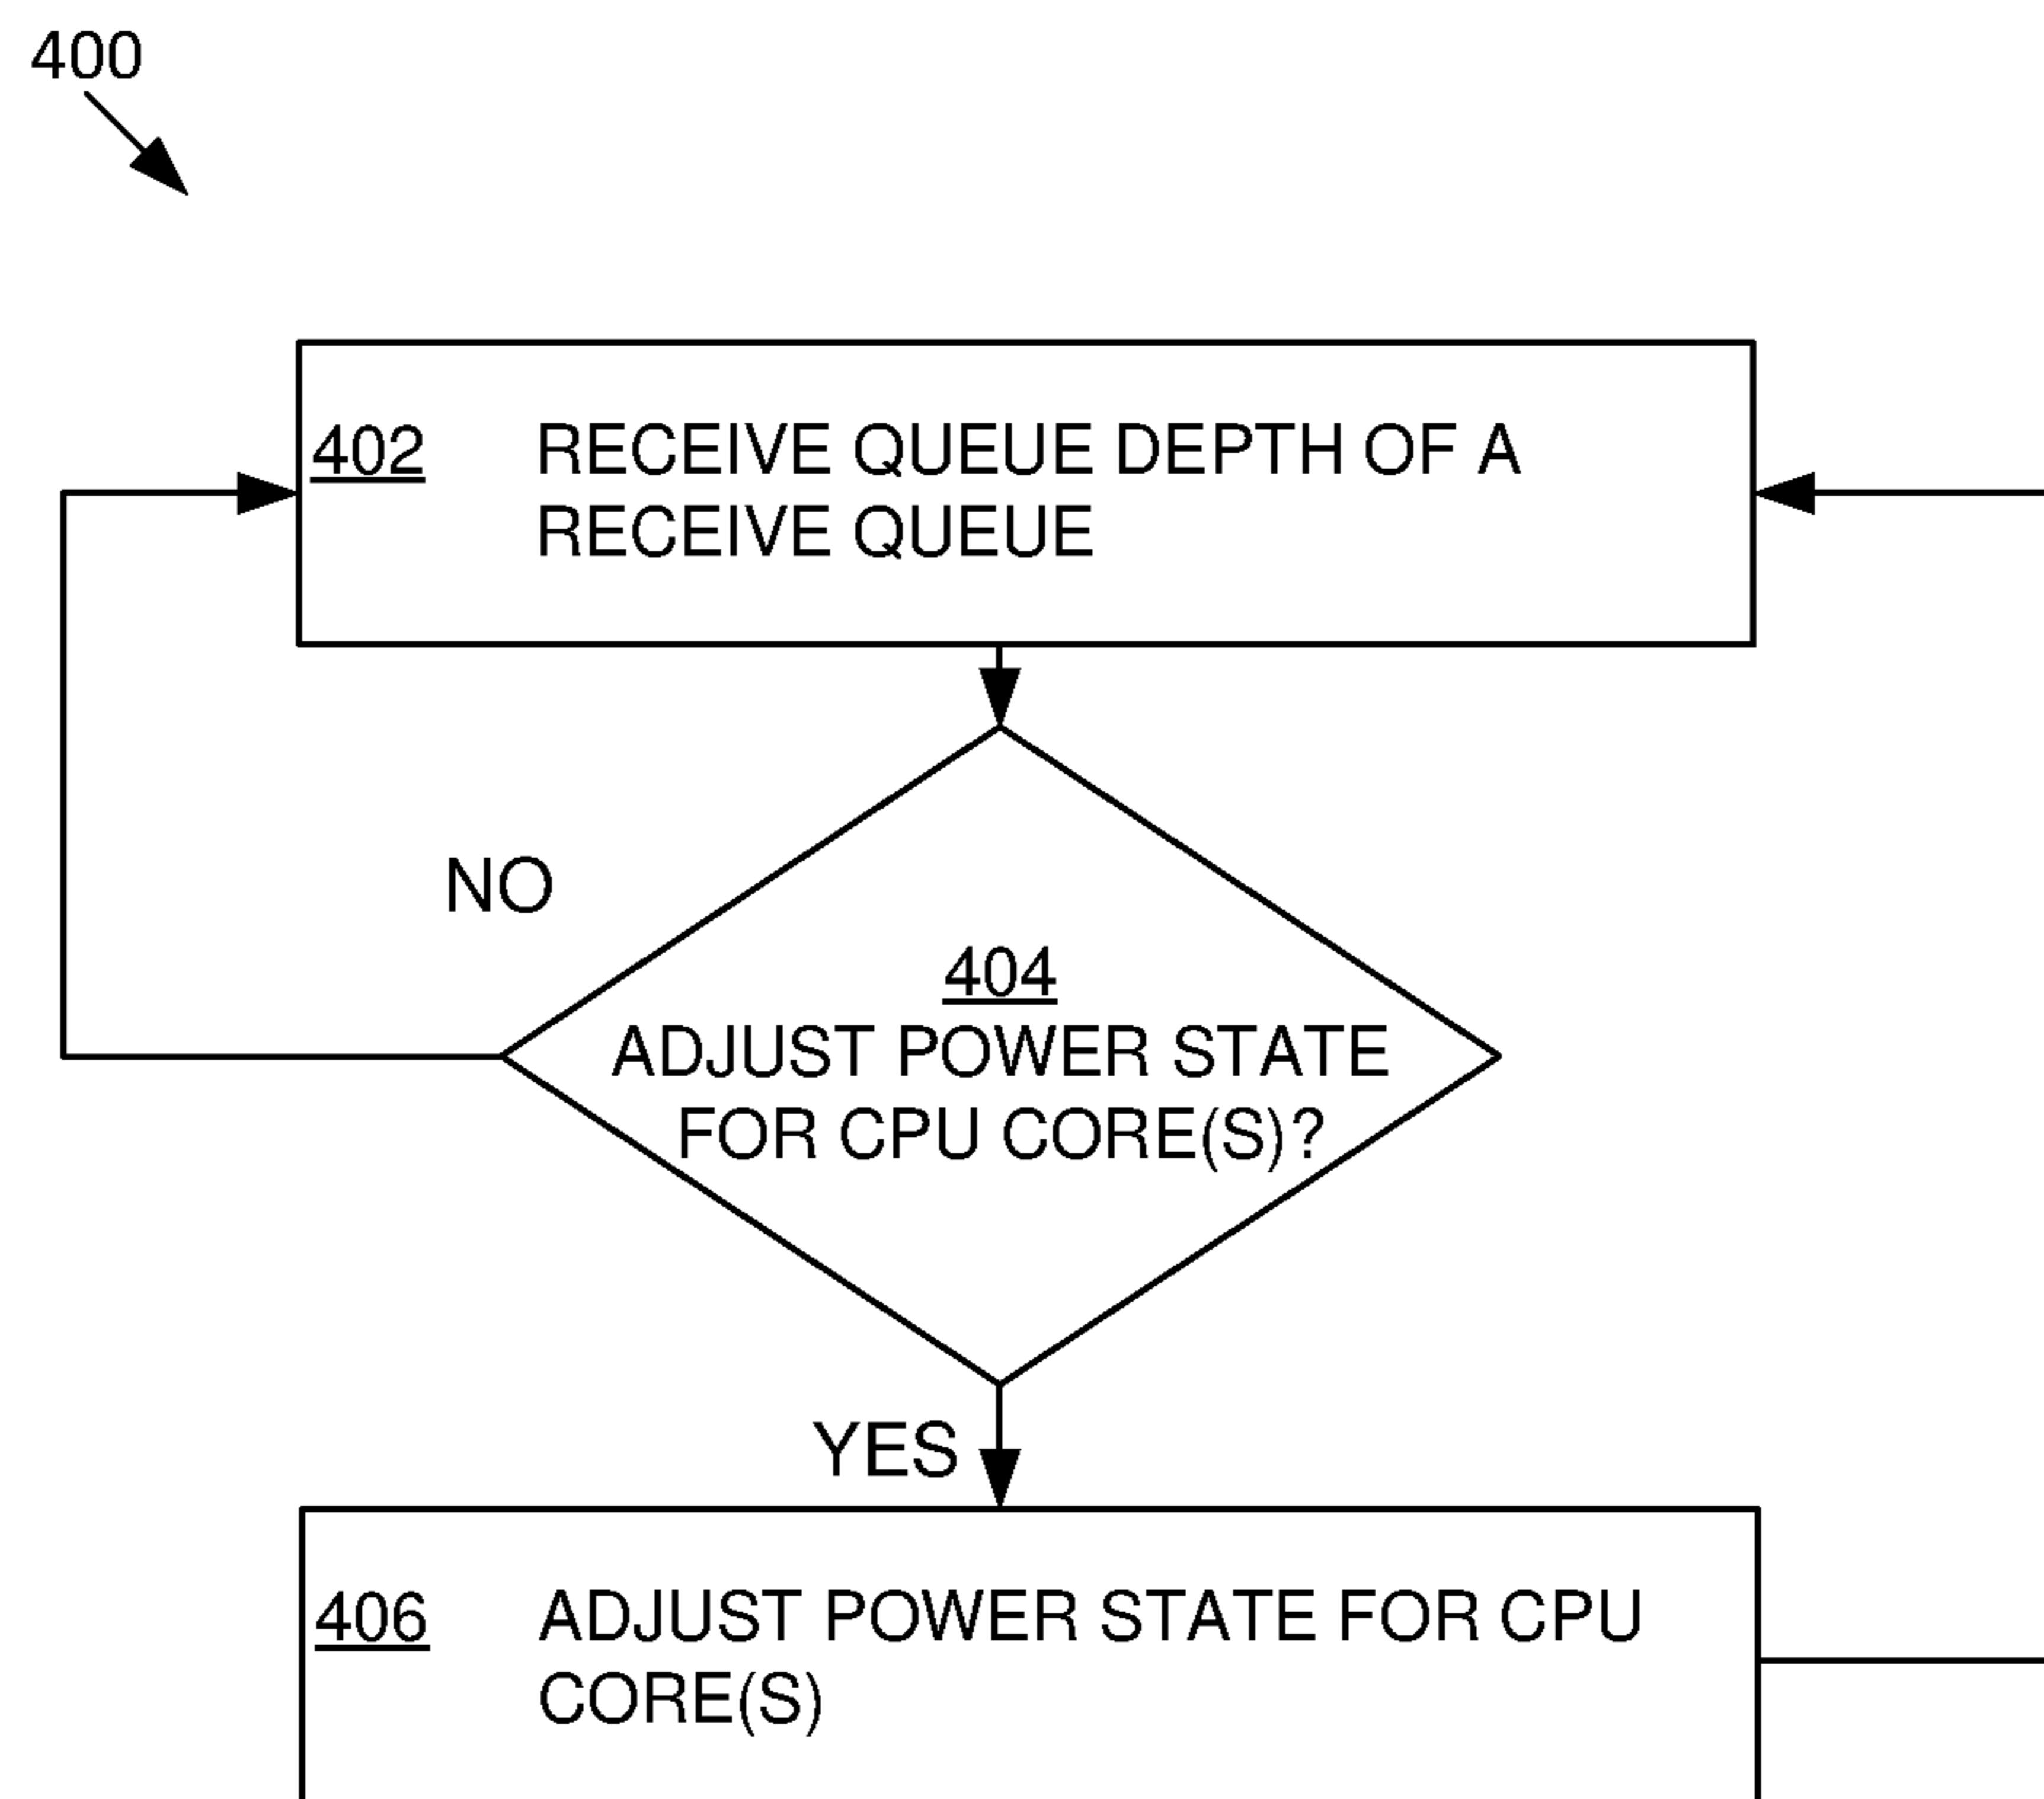 400
402 RECEIVE QUEUE DEPTH OF A
RECEIVE QUEUE
NO
404
ADJUST POWER STATE
FOR CPU CORE(S)?
YES
406 ADJUST POWER STATE FOR CPU
CORE(S)